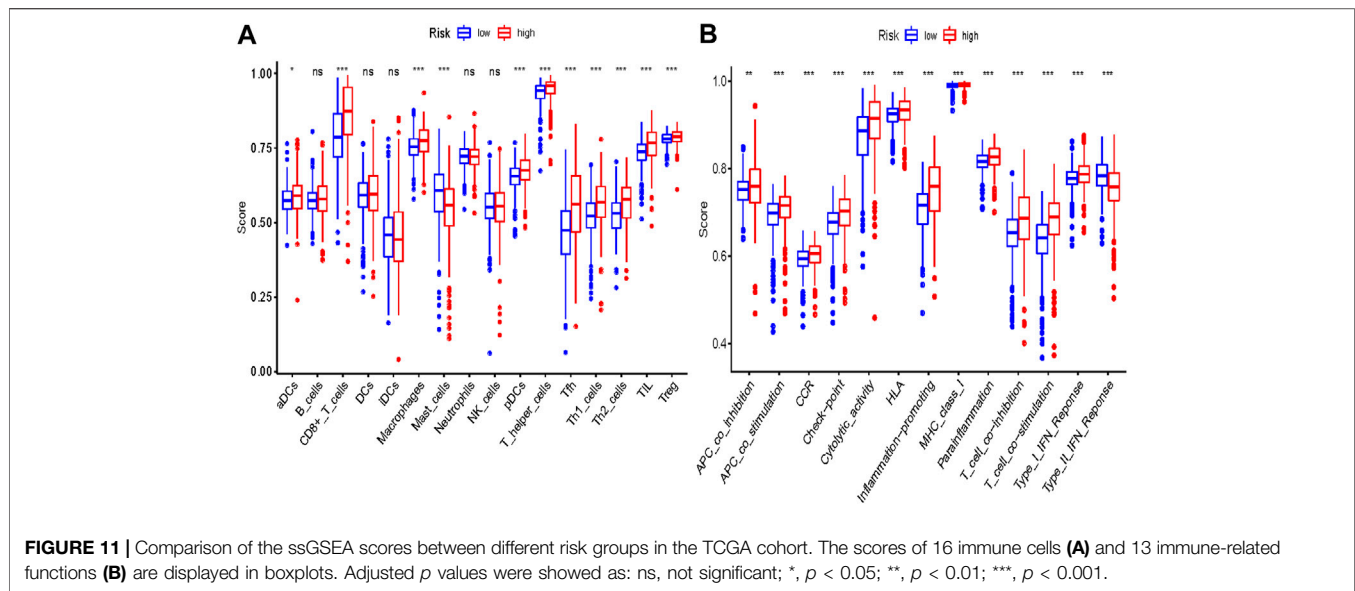 A
B
Risk low high
Risk low high
* ns *** ns ns *** *** ns ns *** *** *** *** *** *** ***
** *** *** *** *** *** *** *** *** *** *** *** ***
1.00
0.75
0.50
0.25
0.00
Score
1.0
0.8
0.6
0.4
Score
aDCs
B_cells
CD8+_T_cells
DCs
iDCs
Macrophages
Mast_cells
Neutrophils
NK_cells
pDCs
T_helper_cells
Tfh
Th1_cells
Th2_cells
TIL
Treg
APC_co_inhibition
APC_co_stimulation
CCR
Check-point
Cytolytic_activity
HLA
Inflammation-promoting
MHC_class_I
Parainflammation
T_cell_co-inhibition
T_cell_co-stimulation
Type_I_IFN_Reponse
Type_II_IFN_Reponse
FIGURE 11 | Comparison of the ssGSEA scores between different risk groups in the TCGA cohort. The scores of 16 immune cells (A) and 13 immune-related
functions (B) are displayed in boxplots. Adjusted p values were showed as: ns, not significant; *, p < 0.05; **, p < 0.01; ***, p < 0.001.